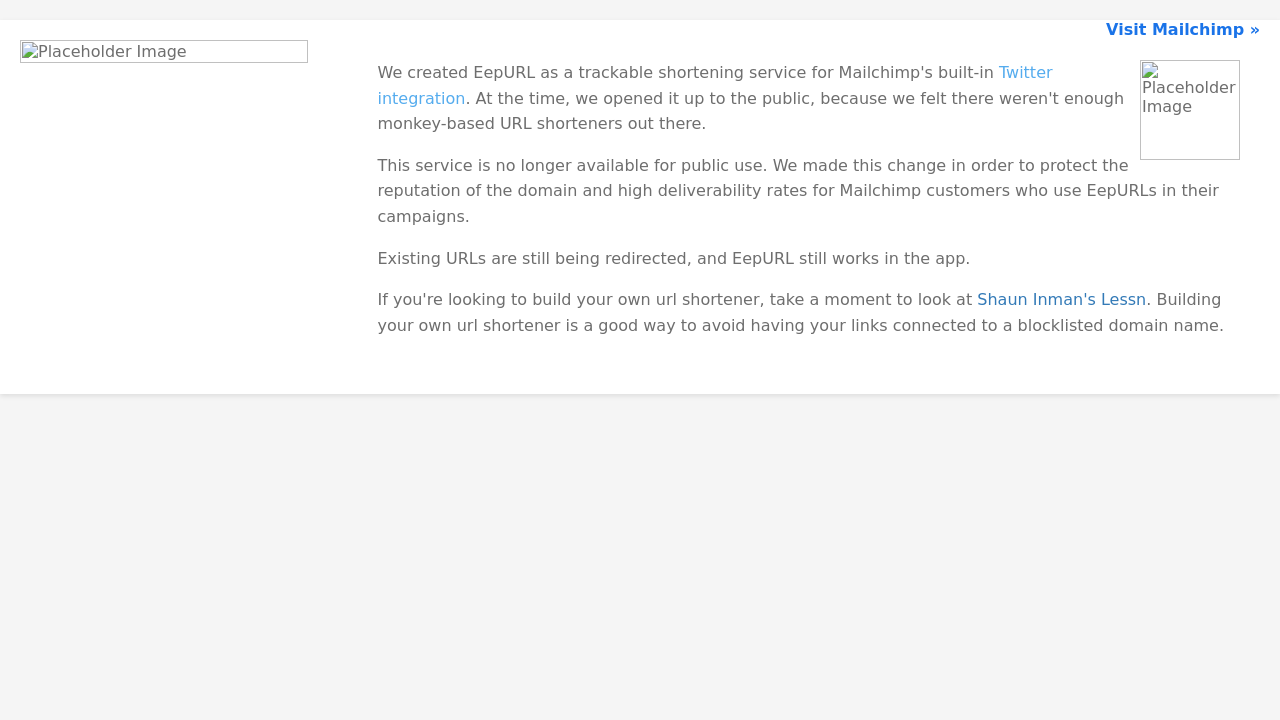 Visit Mailchimp »
Placeholder Image
We created EepURL as a trackable shortening service for Mailchimp's built-in Twitter
integration. At the time, we opened it up to the public, because we felt there weren't enough
monkey-based URL shorteners out there.
Placeholder
Image
This service is no longer available for public use. We made this change in order to protect the
reputation of the domain and high deliverability rates for Mailchimp customers who use EepURLs in their
campaigns.
Existing URLs are still being redirected, and EepURL still works in the app.
If you're looking to build your own url shortener, take a moment to look at Shaun Inman's Lessn. Building
your own url shortener is a good way to avoid having your links connected to a blocklisted domain name.